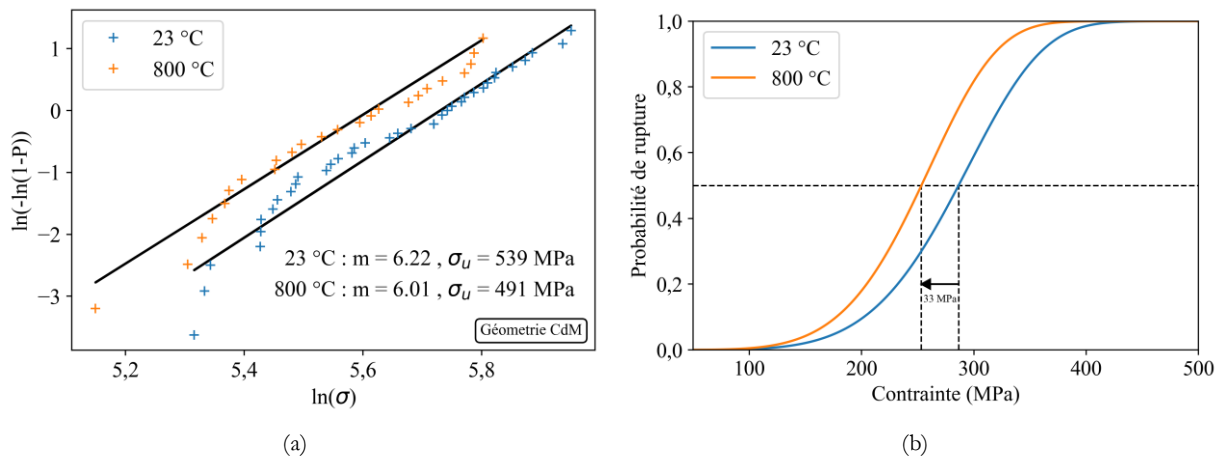 23 °C
800 °C
1
0
−1
−2
−3
ln(-ln(1-P))
23 °C : m = 6.22 , σu = 539 MPa
800 °C : m = 6.01 , σu = 491 MPa
Géometrie CdM
5,2
5,4
5,6
5,8
ln(σ)
(a)
23 °C
800 °C
1,0
0,8
0,6
0,4
0,2
0,0
Probabilité de rupture
33 MPa
100
200
300
400
500
Contrainte (MPa)
(b)